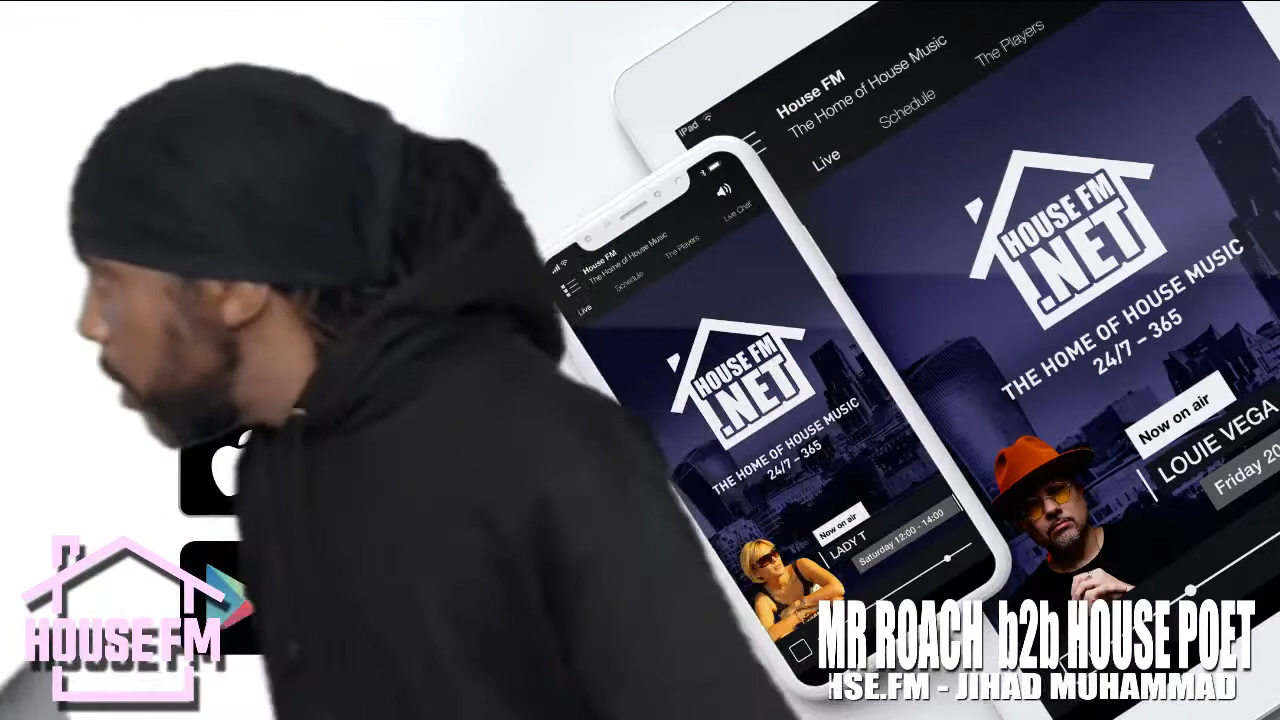 iPad
House FM
The Home of House Music
The Players
Live
Schedule
HOUSE FM
.NET
THE HOME OF HOUSE MUSIC
24/7 – 365
Now on air
LOUIE VEGA
Friday 20
Live Chat
House FM
The Home of House Music
The Players
Live
Schedule
HOUSE FM
.NET
THE HOME OF HOUSE MUSIC
24/7 – 365
Now on air
LADY T
Saturday 12:00 - 14:00
HOUSE FM
MR ROACH b2b HOUSE POET
HSE.FM - JIHAD MUHAMMAD